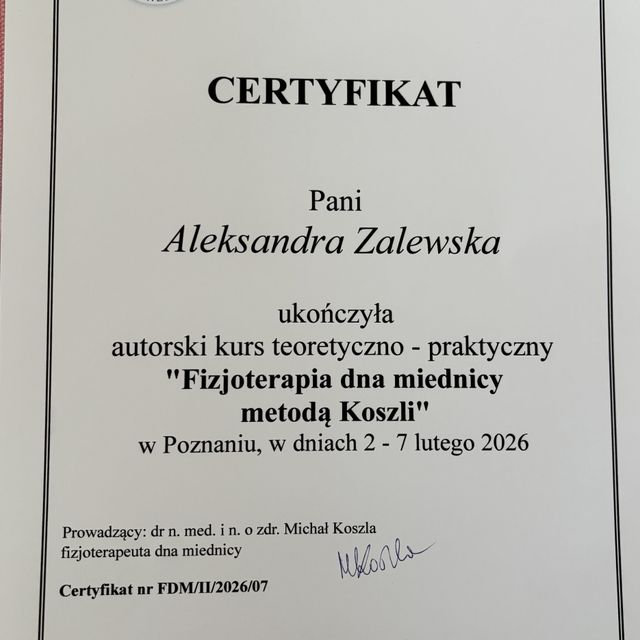 CERTYFIKAT
Pani
Aleksandra Zalewska
ukończyła
autorski kurs teoretyczno - praktyczny
"Fizjoterapia dna miednicy
metodą Koszli"
w Poznaniu, w dniach 2 - 7 lutego 2026
Prowadzący: dr n. med. i n. o zdr. Michał Koszla
fizjoterapeuta dna miednicy
MKoszla
Certyfikat nr FDM/II/2026/07